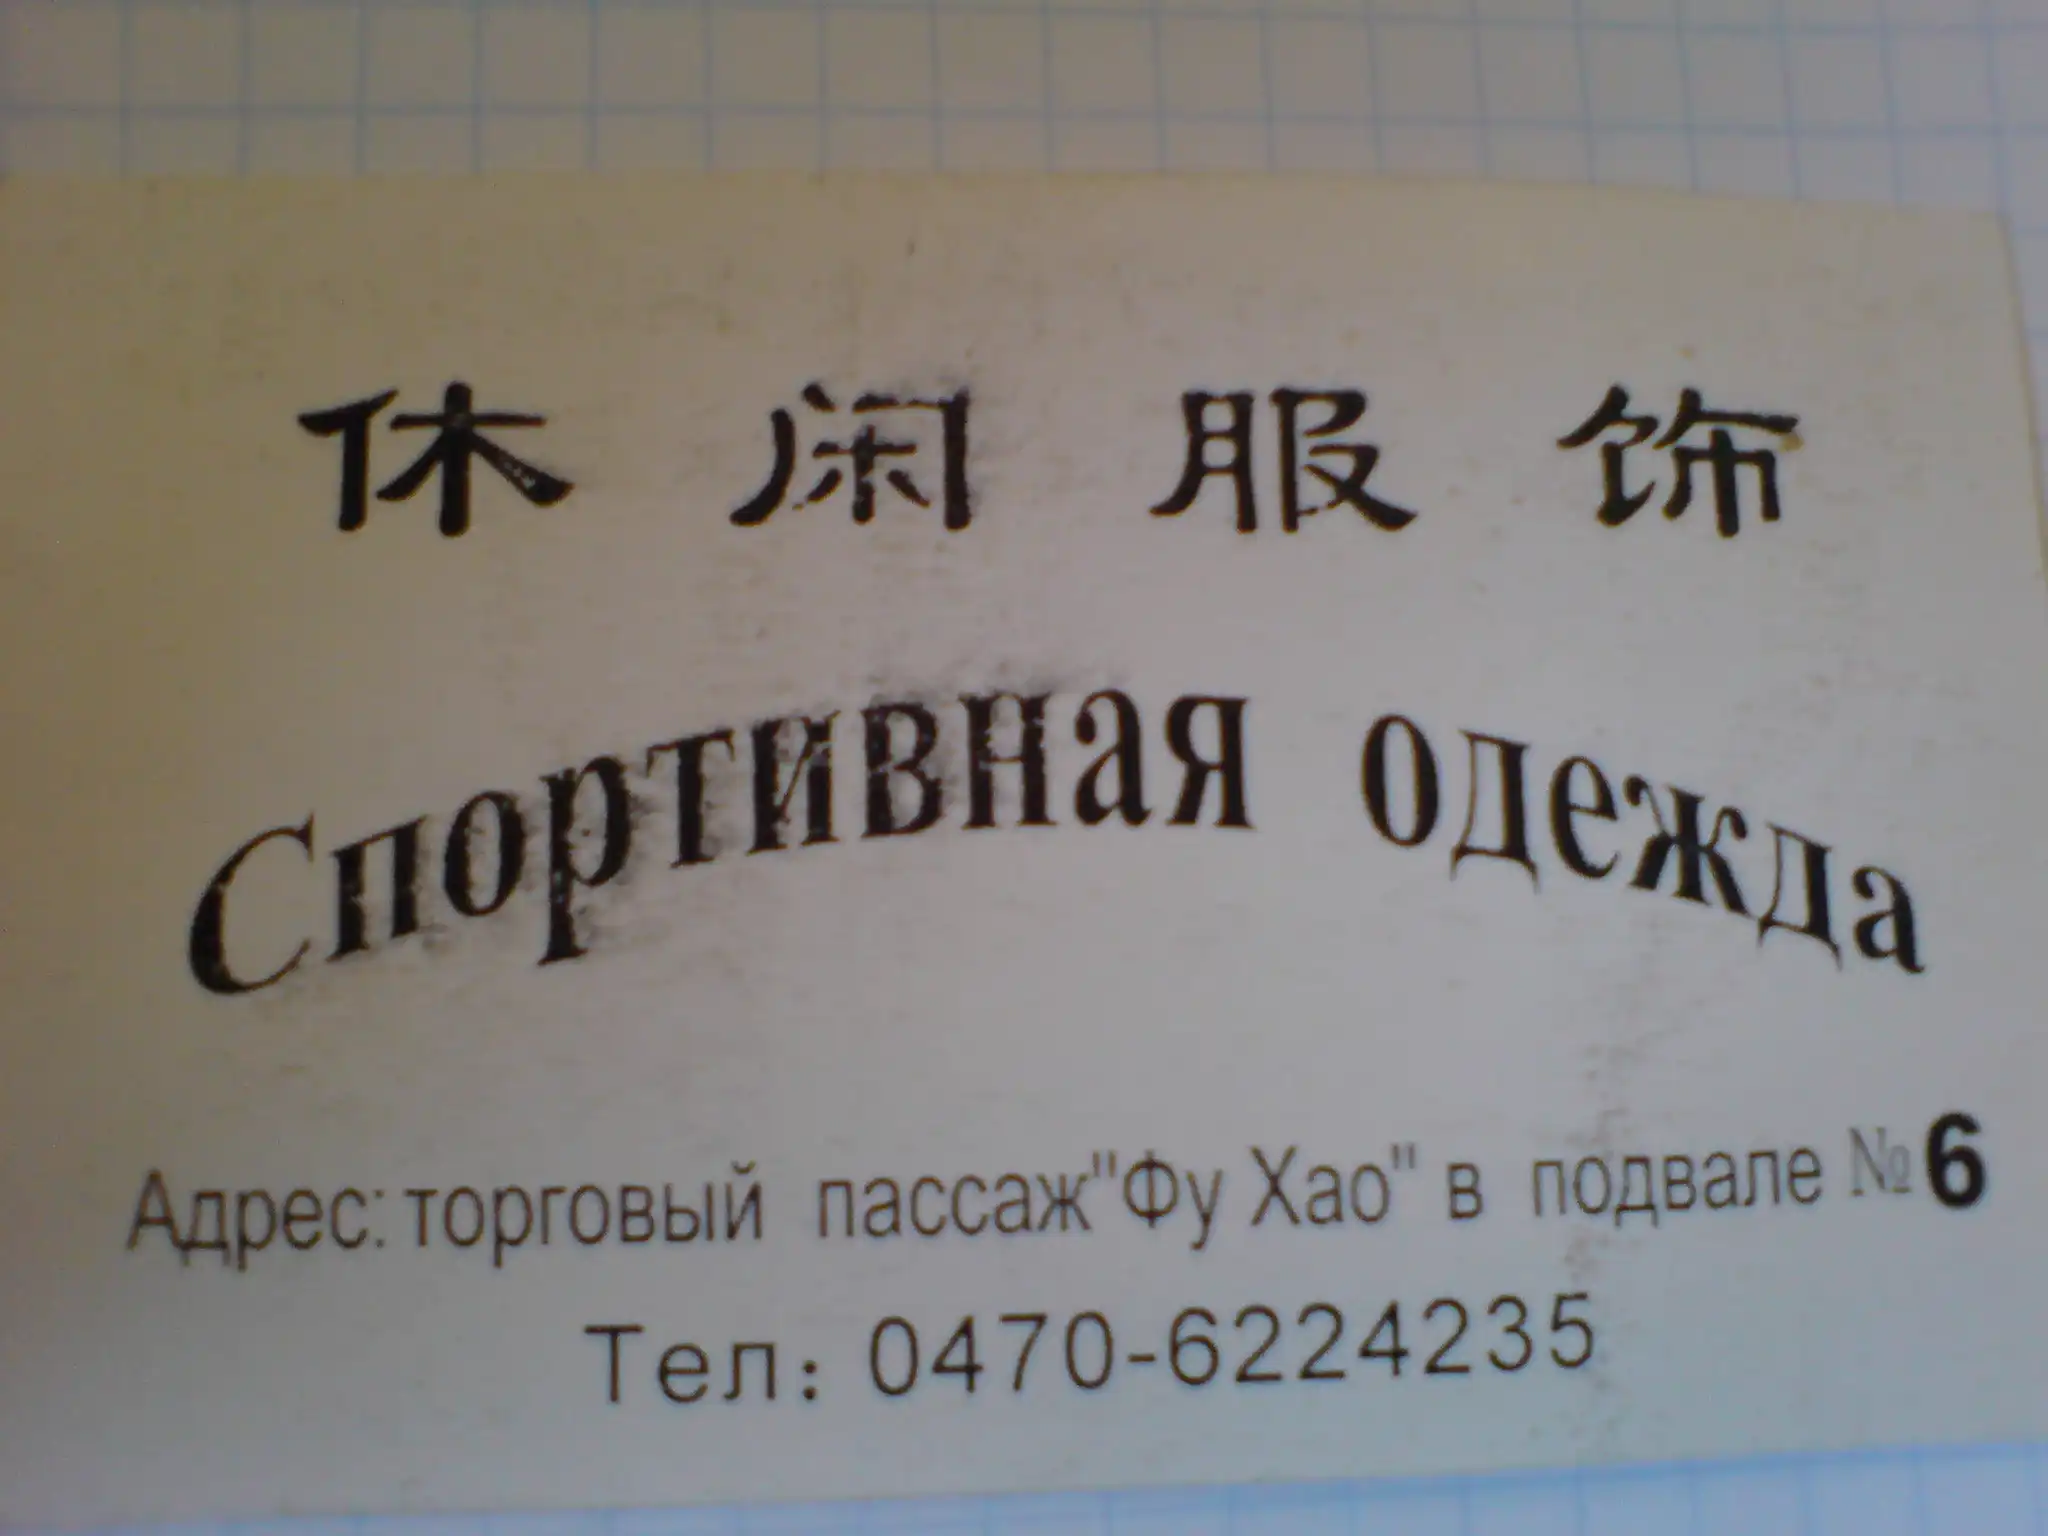 休闲服饰
Спортивная одежда
Адрес: торговый пассаж "Фу Хао" в подвале №6
Тел: 0470-6224235